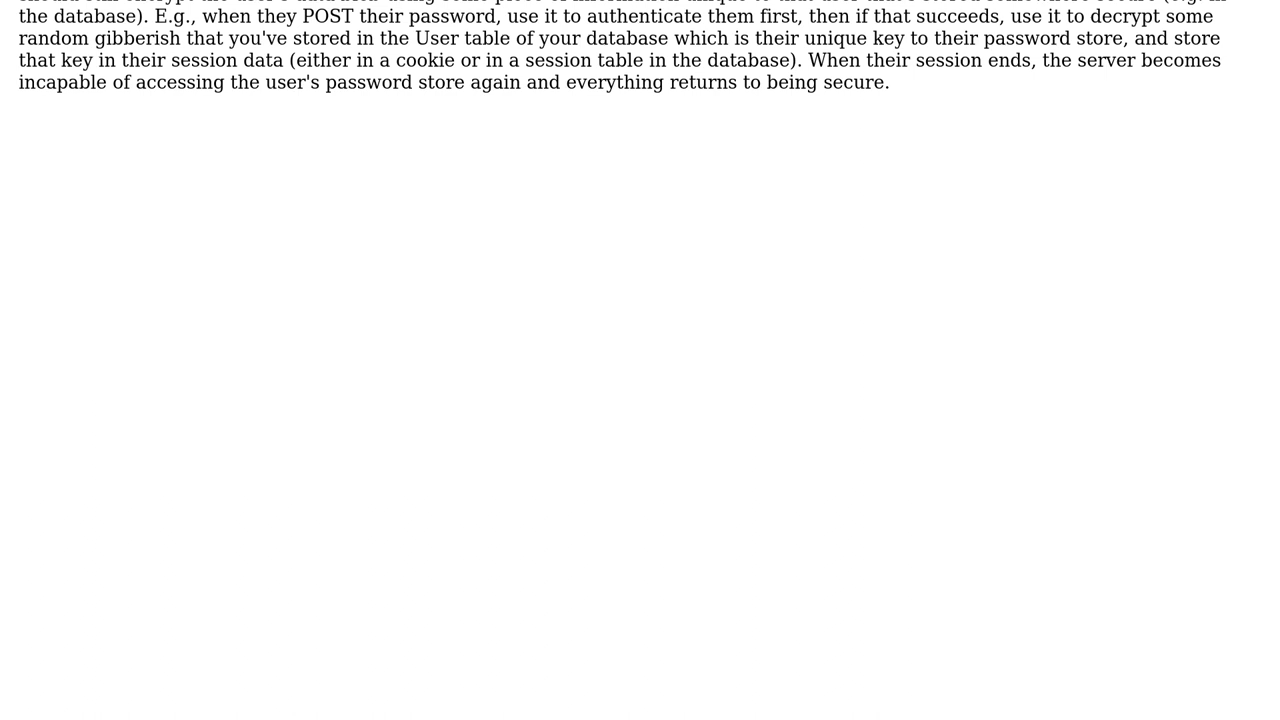 the database). E.g., when they POST their password, use it to authenticate them first, then if that succeeds, use it to decrypt some
random gibberish that you've stored in the User table of your database which is their unique key to their password store, and store
that key in their session data (either in a cookie or in a session table in the database). When their session ends, the server becomes
incapable of accessing the user's password store again and everything returns to being secure.